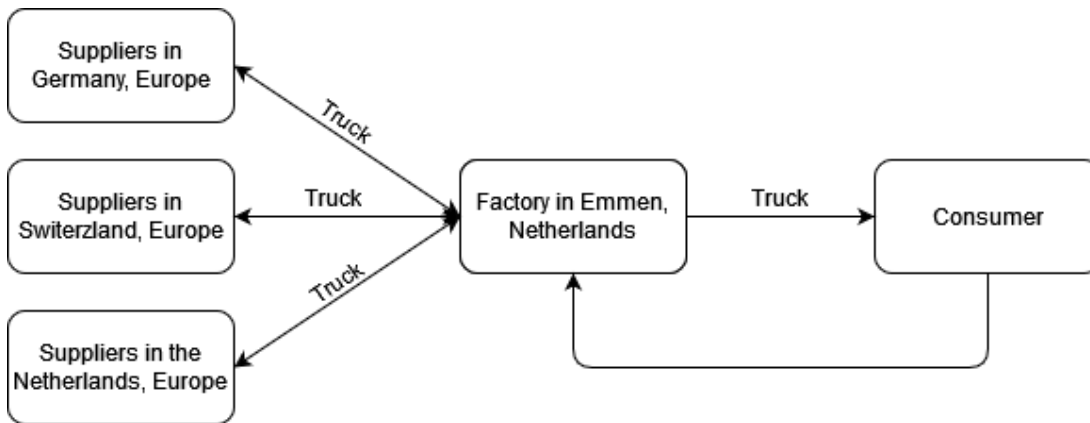 Suppliers in
Germany, Europe
Truck
Suppliers in
Switerzland, Europe
Truck
Factory in Emmen,
Netherlands
Truck
Consumer
Truck
Suppliers in the
Netherlands, Europe